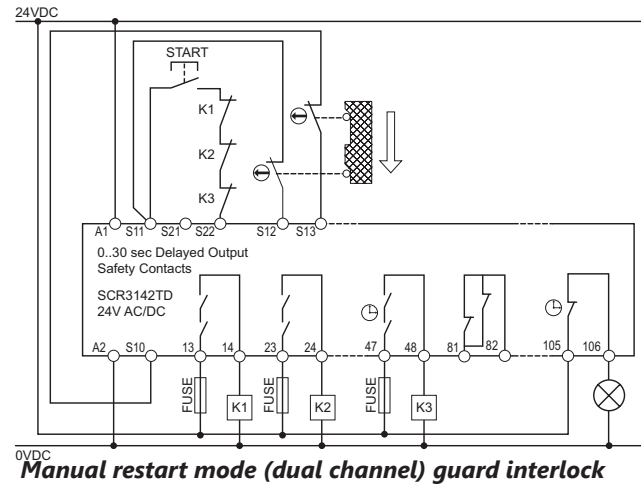 24VDC
START
K1
K2
K3
A1 S11 S21 S22 S12 S13
0..30 sec Delayed Output
Safety Contacts
SCR3142TD
24V AC/DC
A2 S10 13 14 23 24 47 48 81 82 105 106
FUSE K1 FUSE K2 FUSE K3
0VDC
Manual restart mode (dual channel) guard interlock